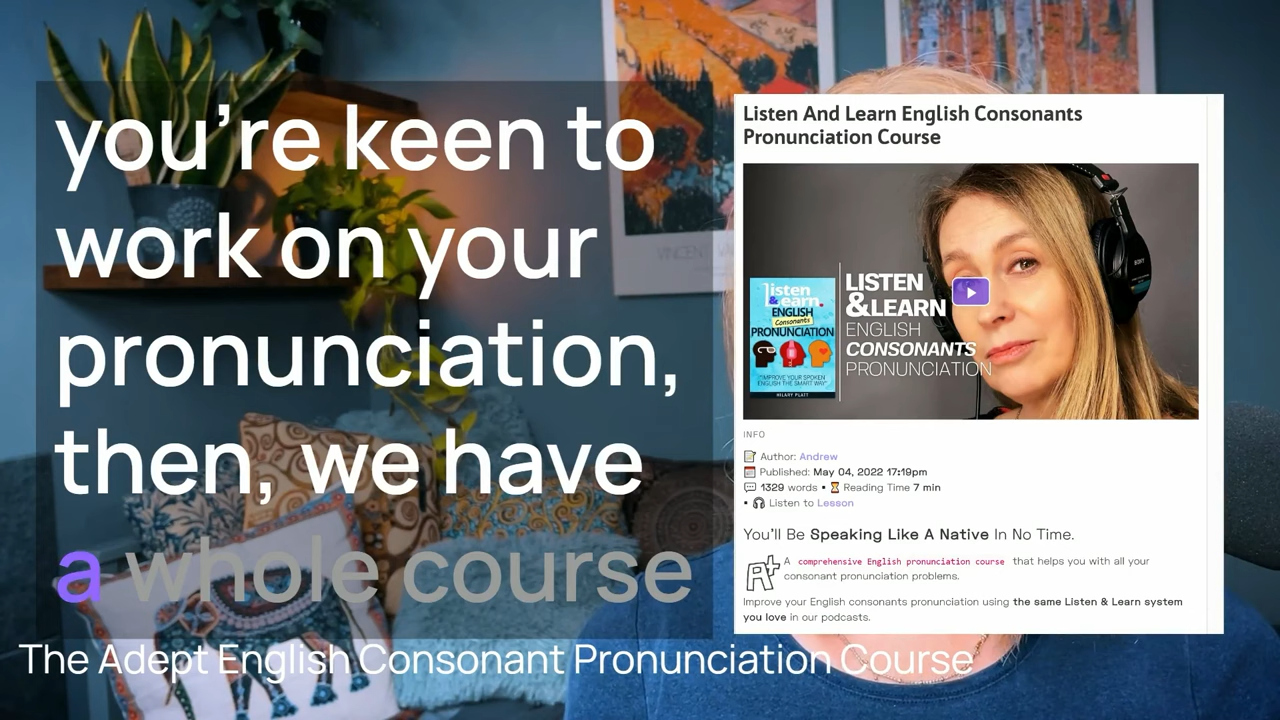 you're keen to
work on your
pronunciation,
then, we have
a whole course
The Adept English Consonant Pronunciation Course
VINCENT
Listen And Learn English Consonants
Pronunciation Course
listen
& learn.
ENGLISH
Consonants
PRONUNCIATION
"IMPROVE YOUR SPOKEN
ENGLISH THE SMART WAY"
HILARY PLATT
LISTEN
&LEARN
ENGLISH
CONSONANTS
PRONUNCIATION
SONY
INFO
Author: Andrew
Published: May 04, 2022 17:19pm
1329 words • Reading Time 7 min
• Listen to Lesson
You'll Be Speaking Like A Native In No Time.
A+
A comprehensive English pronunciation course that helps you with all your
consonant pronunciation problems.
Improve your English consonants pronunciation using the same Listen & Learn system
you love in our podcasts.